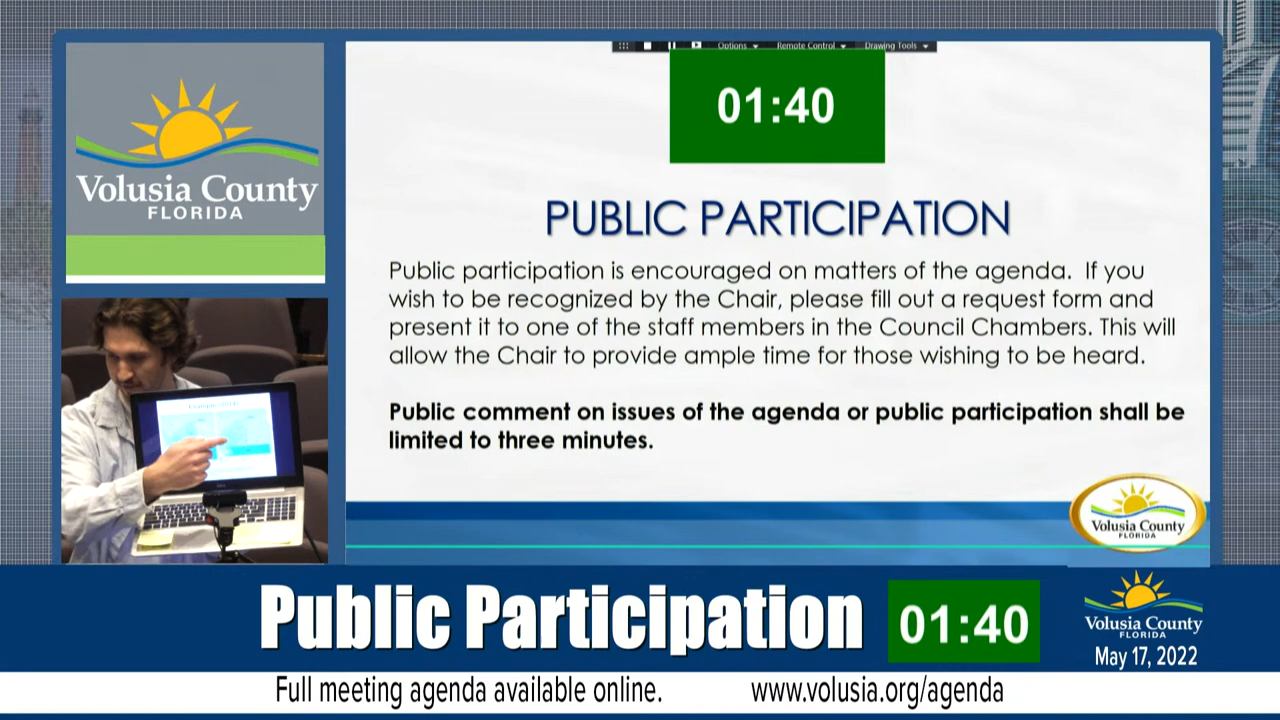 Options
Remote Control
Drawing Tools
01:40
Volusia County
FLORIDA
PUBLIC PARTICIPATION
Public participation is encouraged on matters of the agenda. If you
wish to be recognized by the Chair, please fill out a request form and
present it to one of the staff members in the Council Chambers. This will
allow the Chair to provide ample time for those wishing to be heard.
Public comment on issues of the agenda or public participation shall be
limited to three minutes.
Volusia County
FLORIDA
Public Participation
01:40
Volusia County
FLORIDA
May 17, 2022
Full meeting agenda available online.
www.volusia.org/agenda